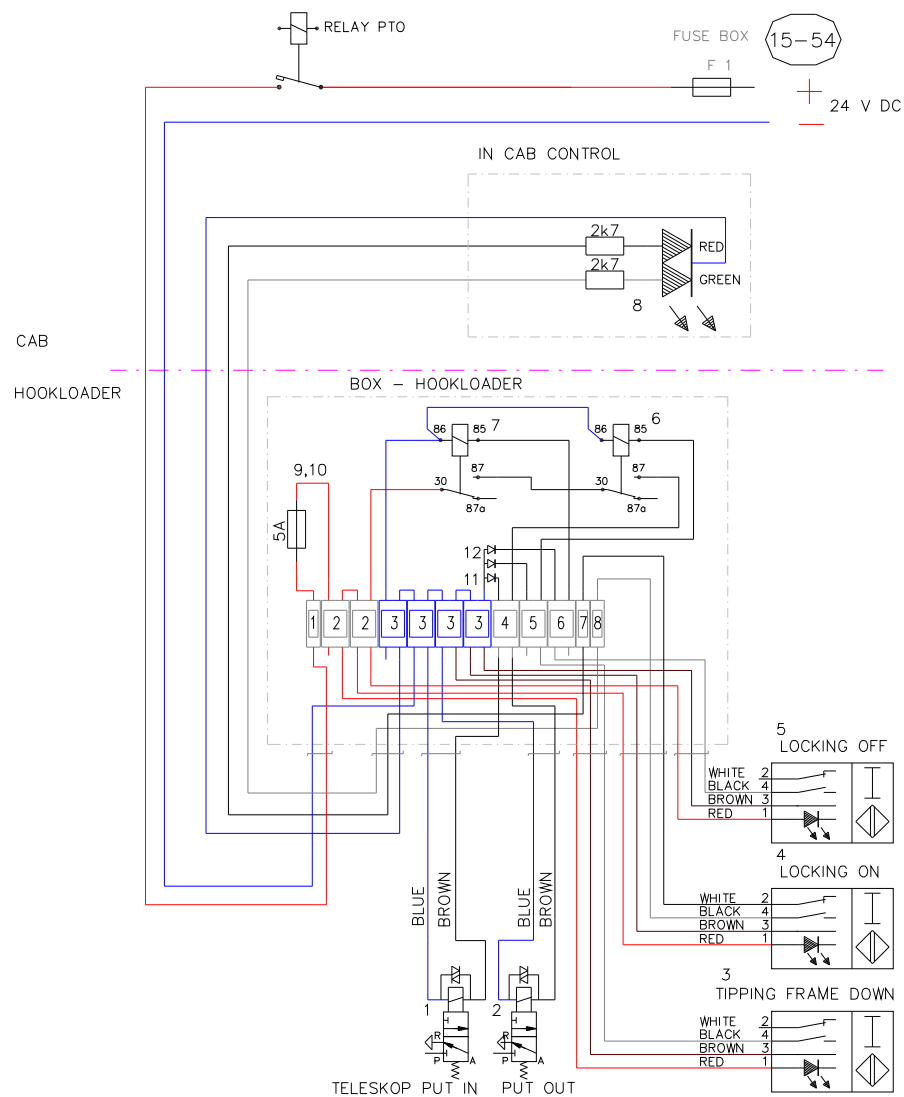 RELAY PTO
FUSE BOX
15-54
F 1
24 V DC
IN CAB CONTROL
2k7
RED
2k7
GREEN
8
CAB
HOOKLOADER
BOX - HOOKLOADER
86 85 7
86 85 6
9,10
30 87
87a
30 87
87a
5A
12
11
1 2 2 3 3 3 3 4 5 6 7 8
5
LOCKING OFF
WHITE 2
BLACK 4
BROWN 3
RED 1
4
LOCKING ON
WHITE 2
BLACK 4
BROWN 3
RED 1
BLUE
BROWN
BLUE
BROWN
3
TIPPING FRAME DOWN
WHITE 2
BLACK 4
BROWN 3
RED 1
1
R
P A
2
R
P A
TELESKOP PUT IN PUT OUT